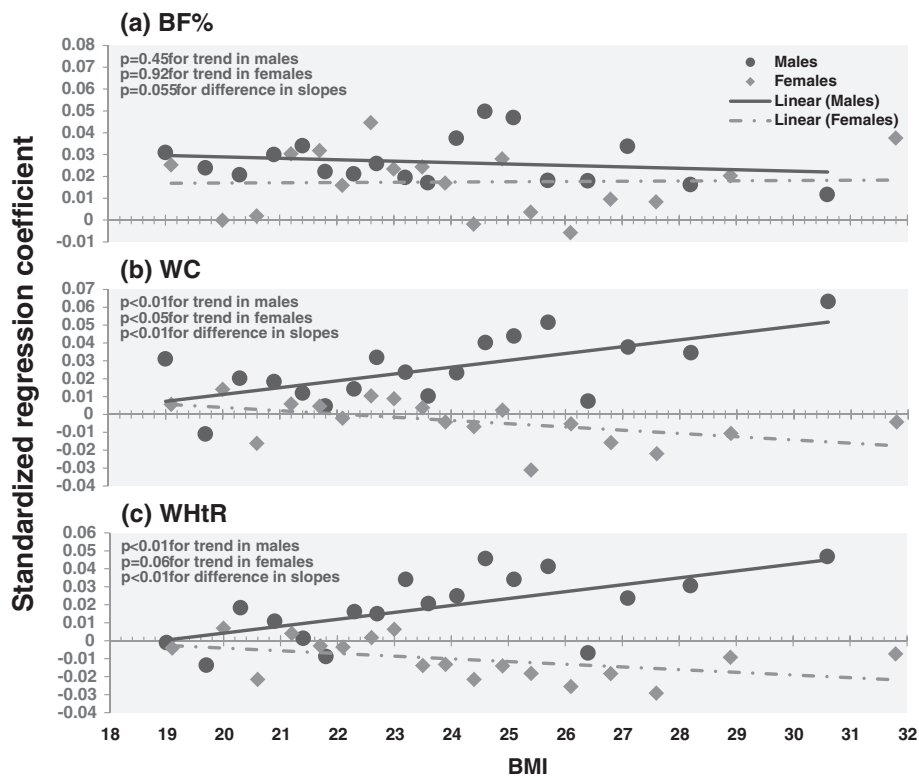 (a) BF%
0.08
0.07
0.06
0.05
0.04
0.03
0.02
0.01
0
-0.01
p=0.45for trend in males
p=0.92for trend in females
p=0.055for difference in slopes
Males
Females
Linear (Males)
Linear (Females)
Standardized regression coefficient
(b) WC
0.07
0.06
0.05
0.04
0.03
0.02
0.01
0
-0.01
-0.02
-0.03
-0.04
p<0.01for trend in males
p<0.05for trend in females
p<0.01for difference in slopes
(c) WHtR
0.06
0.05
0.04
0.03
0.02
0.01
0
-0.01
-0.02
-0.03
-0.04
p<0.01for trend in males
p=0.06for trend in females
p<0.01for difference in slopes
18 19 20 21 22 23 24 25 26 27 28 29 30 31 32
BMI